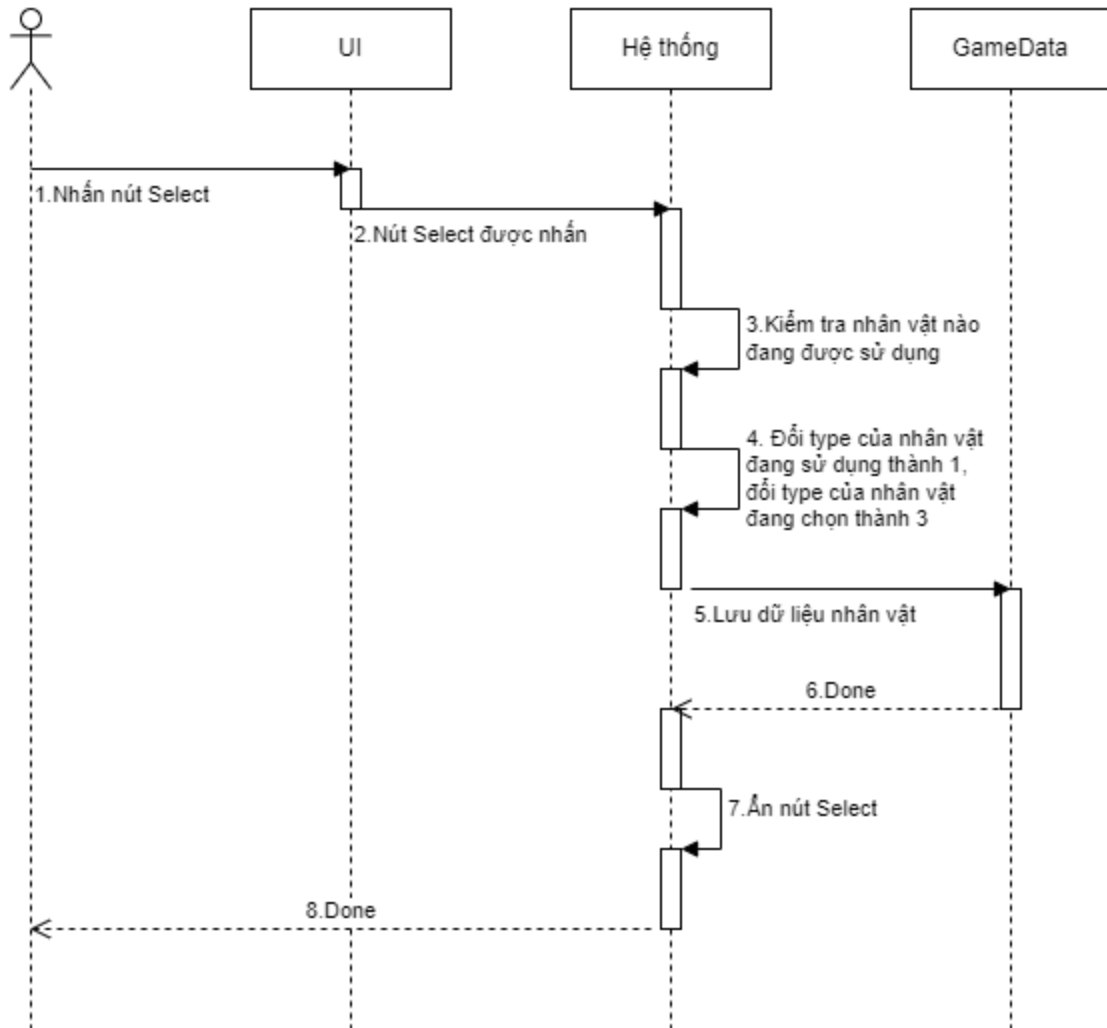 UI
Hệ thống
GameData
1.Nhấn nút Select
2.Nút Select được nhấn
3.Kiểm tra nhân vật nào
đang được sử dụng
4. Đổi type của nhân vật
đang sử dụng thành 1,
đổi type của nhân vật
đang chọn thành 3
5.Lưu dữ liệu nhân vật
6.Done
7.Ẩn nút Select
8.Done